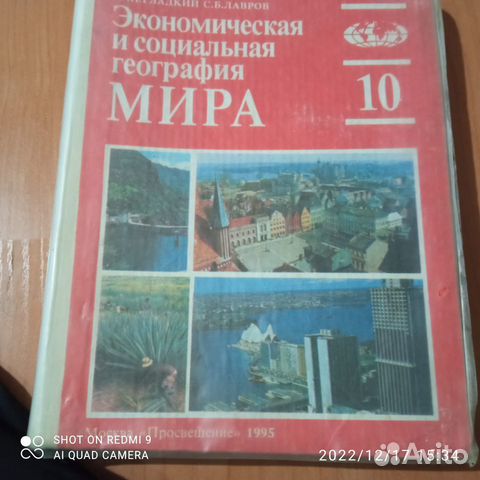 ГЛАДКИЙ С.Б.ЛАВРОВ
Экономическая
и социальная
география
МИРА
10
Москва «Просвещение» 1995
SHOT ON REDMI 9
AI QUAD CAMERA
2022/12/17 15:34
Avito